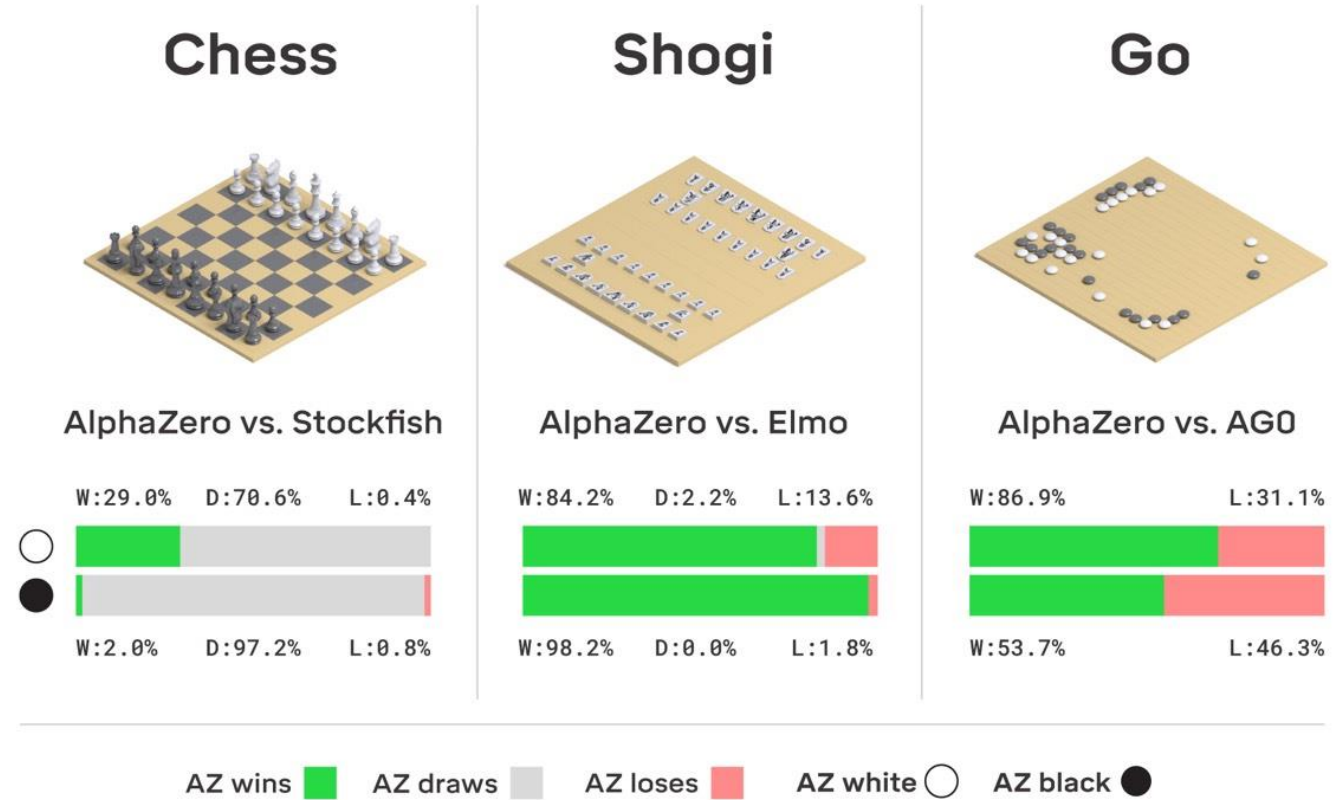 Chess
Shogi
Go
AlphaZero vs. Stockfish
AlphaZero vs. Elmo
AlphaZero vs. AG0
W:29.0% D:70.6% L:0.4%
W:84.2% D:2.2% L:13.6%
W:86.9% L:31.1%
W:2.0% D:97.2% L:0.8%
W:98.2% D:0.0% L:1.8%
W:53.7% L:46.3%
AZ wins
AZ draws
AZ loses
AZ white
AZ black